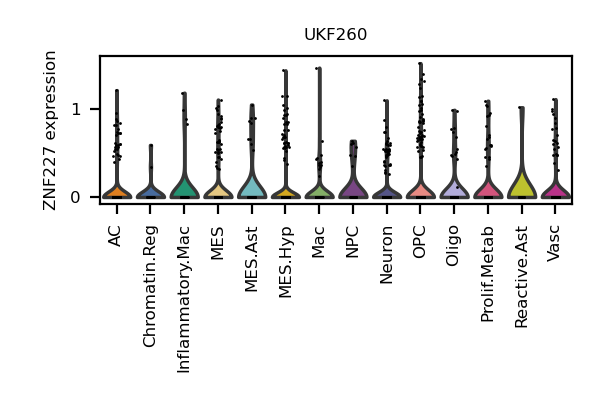 UKF260
ZNF227 expression
1
0
AC
Chromatin.Reg
Inflammatory.Mac
MES
MES.Ast
MES.Hyp
Mac
NPC
Neuron
OPC
Oligo
Prolif.Metab
Reactive.Ast
Vasc